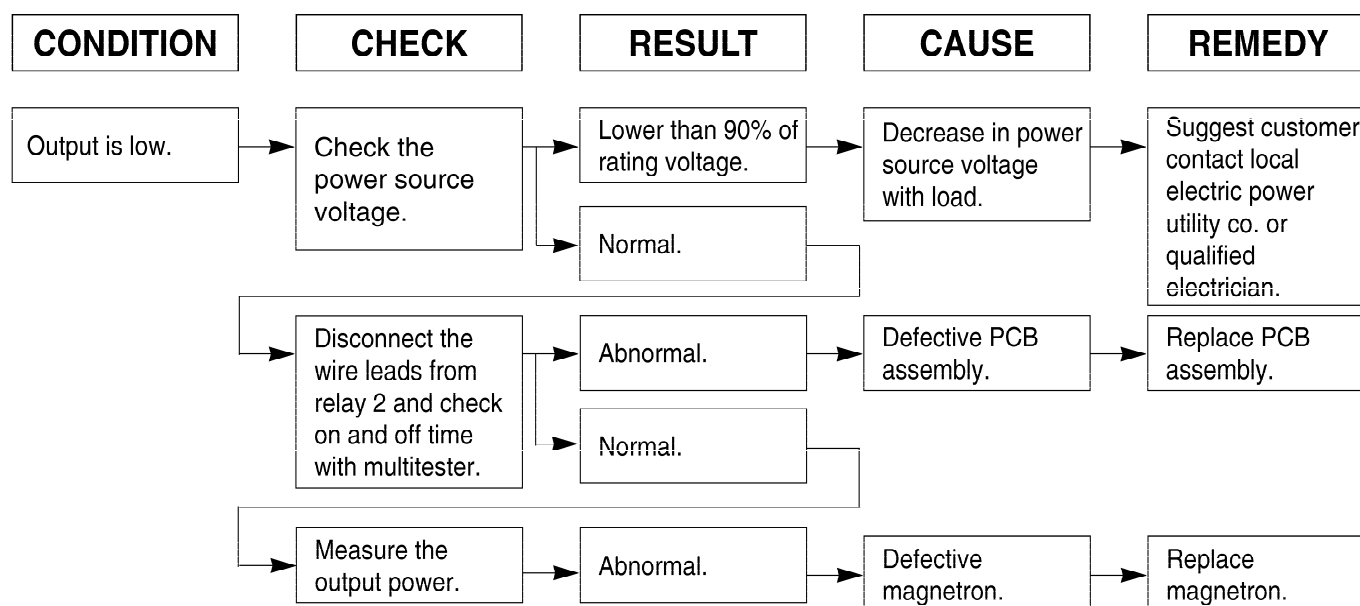 CONDITION
CHECK
RESULT
CAUSE
REMEDY
Output is low.
Check the
power source
voltage.
Lower than 90% of
rating voltage.
Decrease in power
source voltage
with load.
Suggest customer
contact local
electric power
utility co. or
qualified
electrician.
Normal.
Disconnect the
wire leads from
relay 2 and check
on and off time
with multitester.
Abnormal.
Defective PCB
assembly.
Replace PCB
assembly.
Normal.
Measure the
output power.
Abnormal.
Defective
magnetron.
Replace
magnetron.